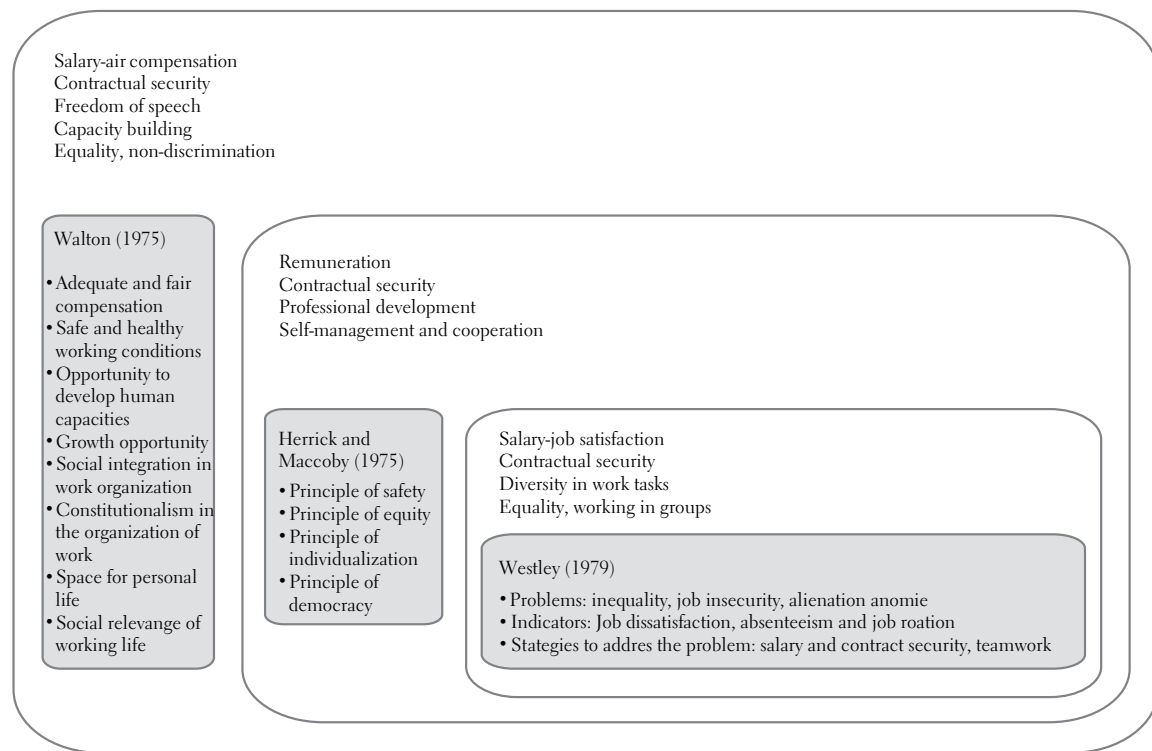 Salary-air compensation
Contractual security
Freedom of speech
Capacity building
Equality, non-discrimination
Walton (1975)
• Adequate and fair
compensation
• Safe and healthy
working conditions
• Opportunity to
develop human
capacities
• Growth opportunity
• Social integration in
work organization
• Constitutionalism in
the organization of
work
• Space for personal
life
• Social relevange of
working life
Remuneration
Contractual security
Professional development
Self-management and cooperation
Herrick and
Maccoby (1975)
• Principle of safety
• Principle of equity
• Principle of
individualization
• Principle of
democracy
Salary-job satisfaction
Contractual security
Diversity in work tasks
Equality, working in groups
Westley (1979)
• Problems: inequality, job insecurity, alienation anomie
• Indicators: Job dissatisfaction, absenteeism and job roation
• Stategies to addres the problem: salary and contract security, teamwork